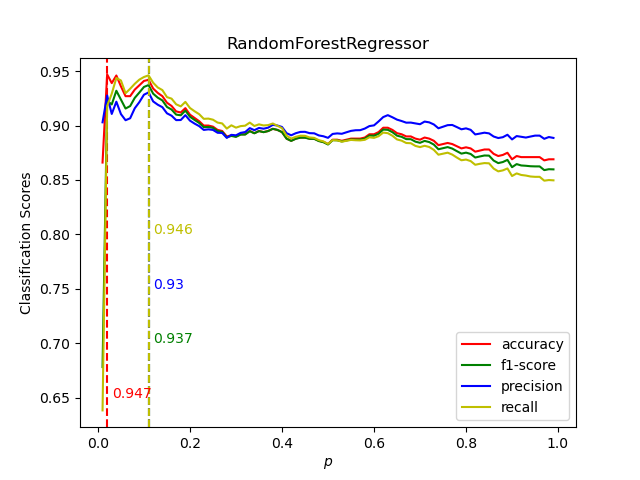 RandomForestRegressor
Classification Scores
0.95
0.90
0.85
0.80
0.75
0.70
0.65
0.946
0.93
0.937
0.947
accuracy
f1-score
precision
recall
0.0 0.2 0.4 0.6 0.8 1.0
p